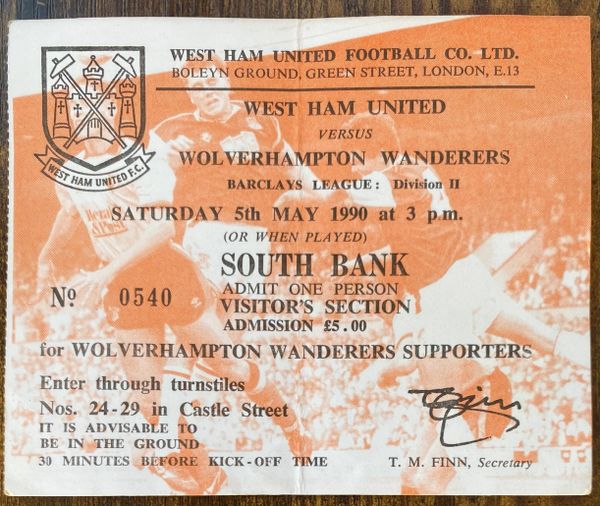 WEST HAM UNITED FOOTBALL CO. LTD.
BOLEYN GROUND, GREEN STREET, LONDON, E.13
WEST HAM UNITED F.C.
WEST HAM UNITED
VERSUS
WOLVERHAMPTON WANDERERS
BARCLAYS LEAGUE: Division II
SATURDAY 5th MAY 1990 at 3 p.m.
(OR WHEN PLAYED)
Herald
& Post
SOUTH BANK
ADMIT ONE PERSON
No 0540
VISITOR'S SECTION
ADMISSION £5.00
for WOLVERHAMPTON WANDERERS SUPPORTERS
Enter through turnstiles
Nos. 24-29 in Castle Street
IT IS ADVISABLE TO
BE IN THE GROUND
30 MINUTES BEFORE KICK-OFF TIME
T. M. FINN, Secretary